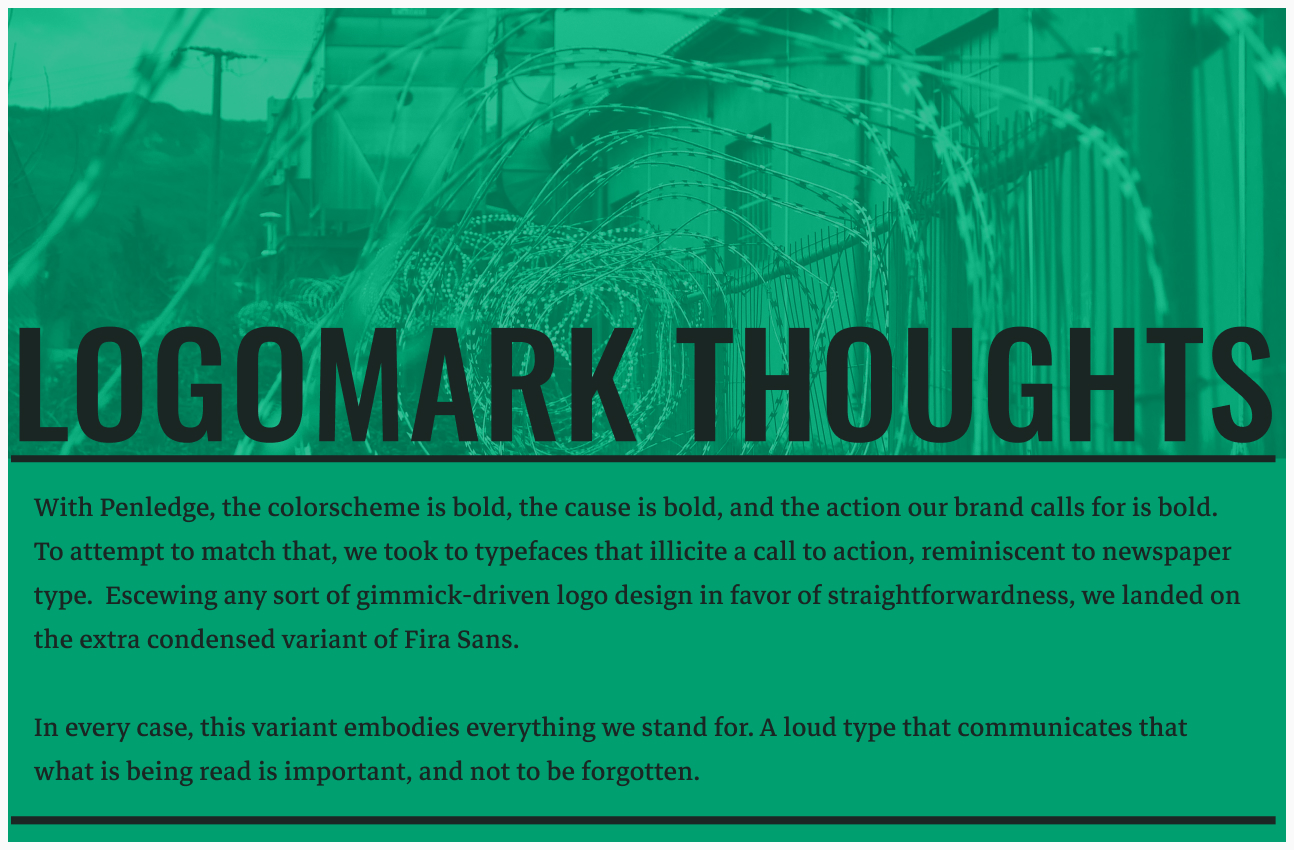 LOGOMARK THOUGHTS
With Penledge, the colorscheme is bold, the cause is bold, and the action our brand calls for is bold.
To attempt to match that, we took to typefaces that illicite a call to action, reminiscent to newspaper
type.  Escewing any sort of gimmick-driven logo design in favor of straightforwardness, we landed on
the extra condensed variant of Fira Sans.
In every case, this variant embodies everything we stand for. A loud type that communicates that
what is being read is important, and not to be forgotten.